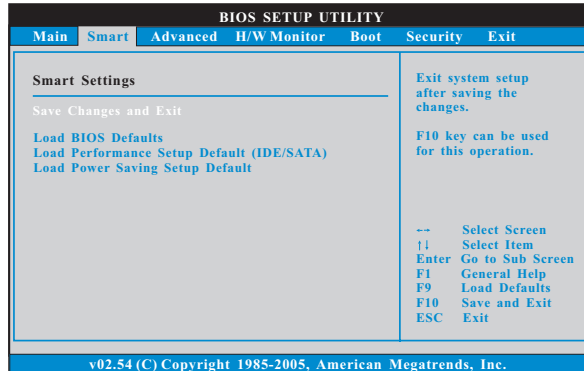 BIOS SETUP UTILITY
Main Smart Advanced H/W Monitor Boot Security Exit
Smart Settings
Save Changes and Exit
Load BIOS Defaults
Load Performance Setup Default (IDE/SATA)
Load Power Saving Setup Default
Exit system setup
after saving the
changes.
F10 key can be used
for this operation.
←→ Select Screen
↑↓ Select Item
Enter Go to Sub Screen
F1 General Help
F9 Load Defaults
F10 Save and Exit
ESC Exit
v02.54 (C) Copyright 1985-2005, American Megatrends, Inc.